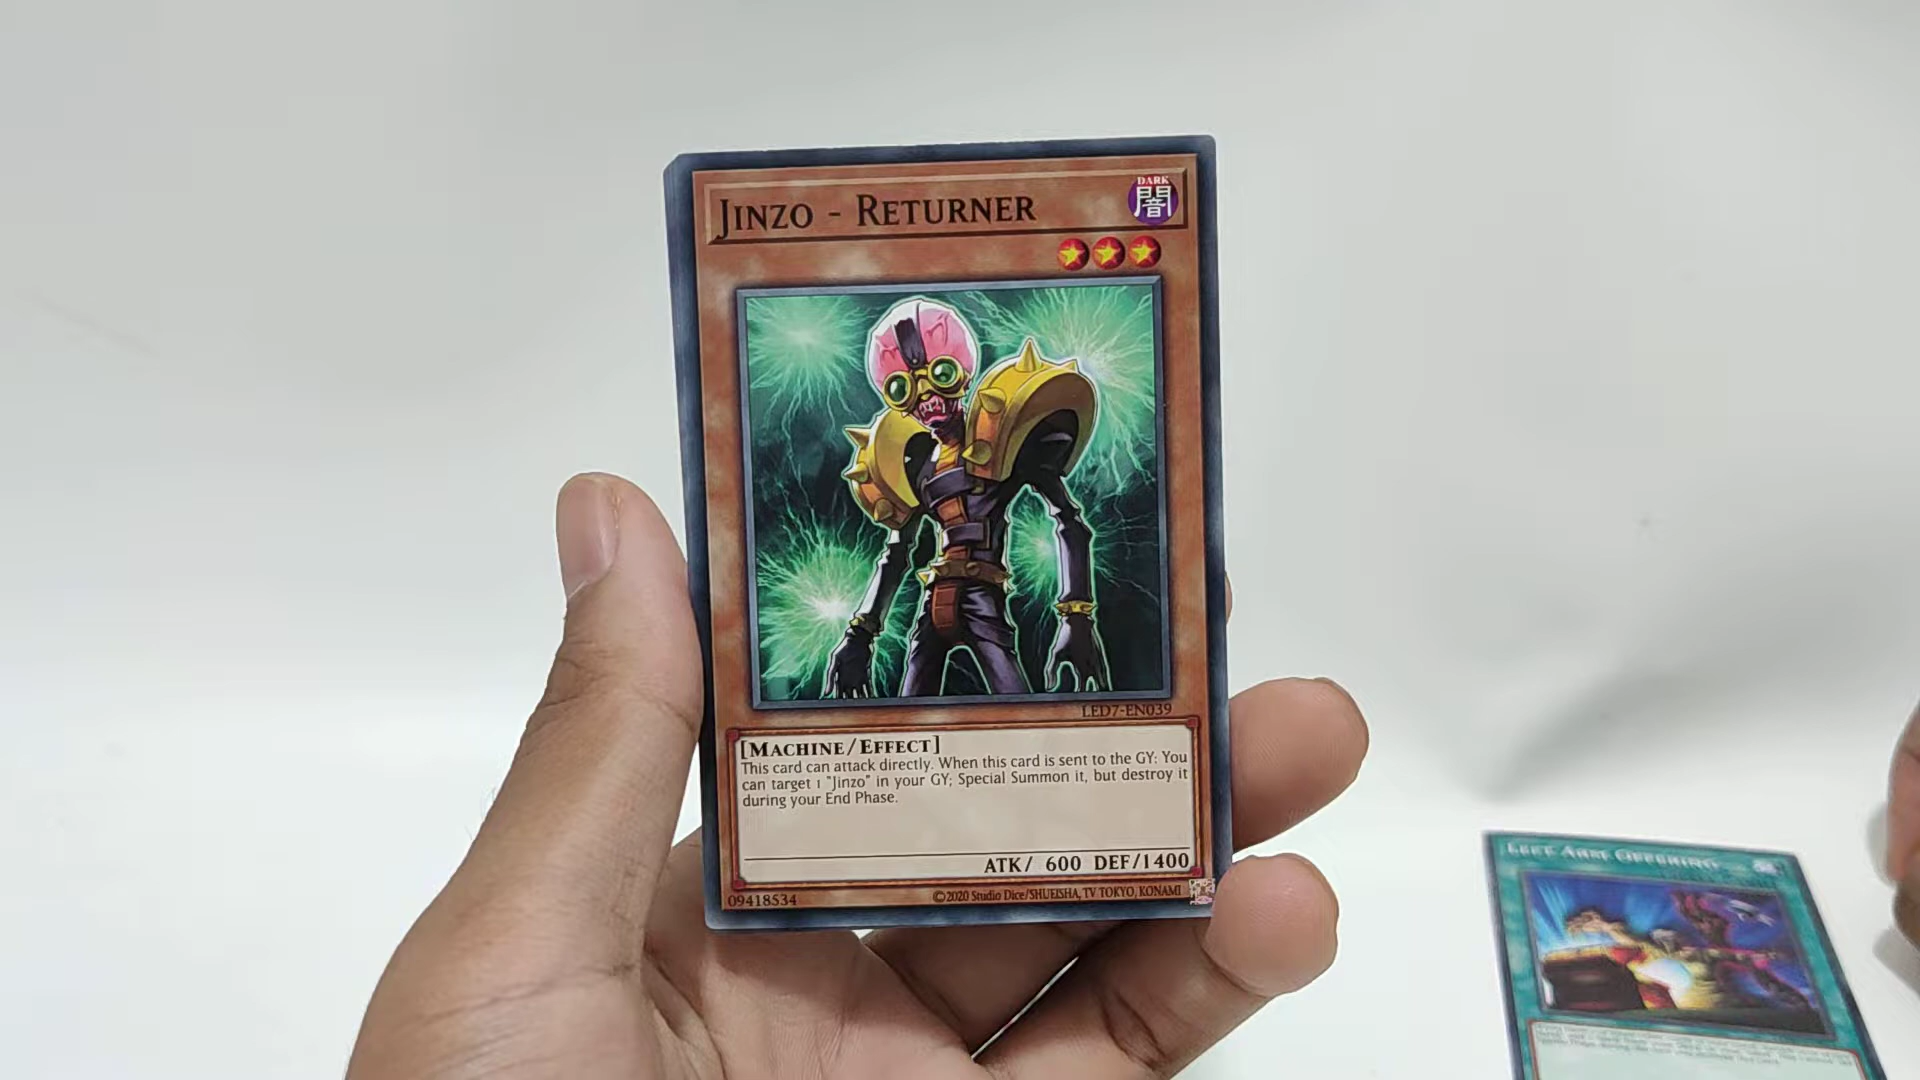 JINZO - RETURNER
DARK
闇
LED7-EN039
[MACHINE/EFFECT]
This card can attack directly. When this card is sent to the GY: You
can target 1 "Jinzo" in your GY; Special Summon it, but destroy it
during your End Phase.
ATK/ 600 DEF/1400
09418534
©2020 Studio Dice/SHUEISHA, TV TOKYO, KONAMI
LEFT ARM OFFERING